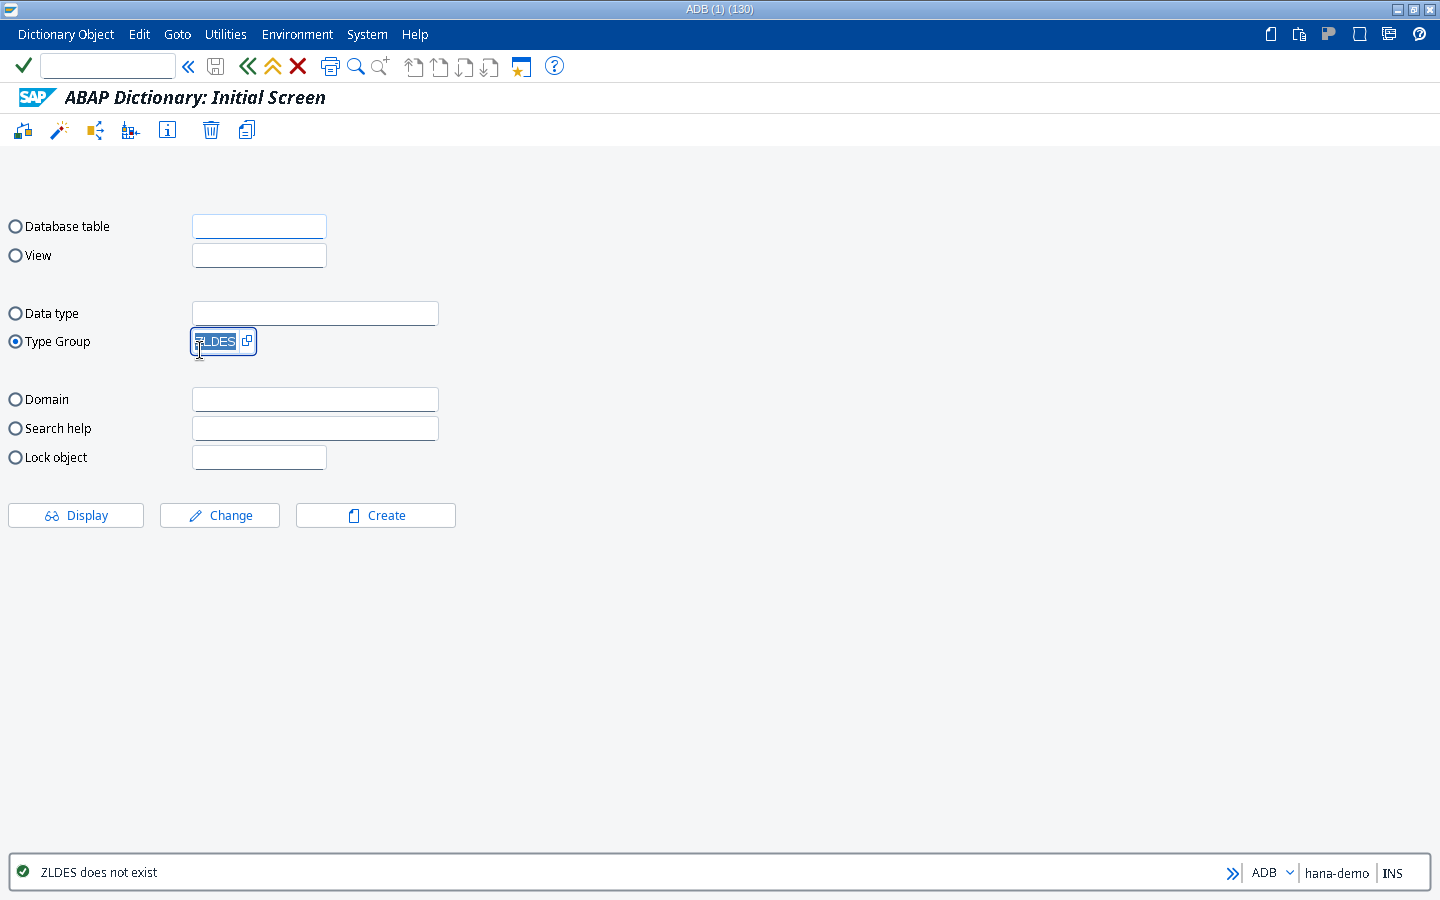 ADB (1) (130)
Dictionary Object Edit Goto Utilities Environment System Help
SAP ABAP Dictionary: Initial Screen
Database table
View
Data type
Type Group ZLDES
Domain
Search help
Lock object
Display Change Create
ZLDES does not exist ADB hana-demo INS